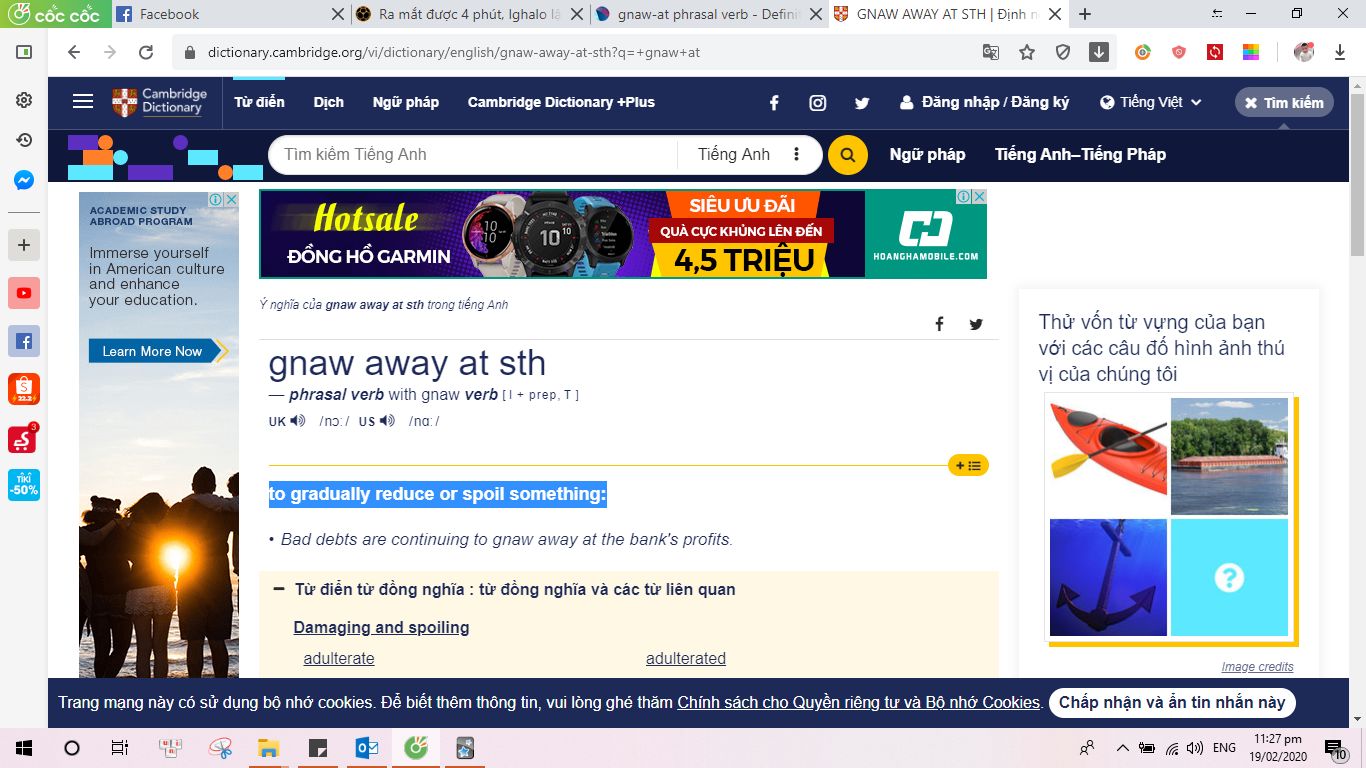 CỐC CỐC
Facebook
Ra mắt được 4 phút, Ighalo lậ
gnaw-at phrasal verb - Definit
GNAW AWAY AT STH | Định n
dictionary.cambridge.org/vi/dictionary/english/gnaw-away-at-sth?q=+gnaw+at
Cambridge
Dictionary
Từ điển
Dịch
Ngữ pháp
Cambridge Dictionary +Plus
Đăng nhập / Đăng ký
Tiếng Việt
Tìm kiếm
Tìm kiếm Tiếng Anh
Tiếng Anh
Ngữ pháp
Tiếng Anh–Tiếng Pháp
ACADEMIC STUDY
ABROAD PROGRAM
Immerse yourself
in American culture
and enhance
your education.
Learn More Now
Hotsale
ĐỒNG HỒ GARMIN
10:10
10
SIÊU ƯU ĐÃI
QUÀ CỰC KHỦNG LÊN ĐẾN
4,5 TRIỆU
HOANGHAMOBILE.COM
Ý nghĩa của gnaw away at sth trong tiếng Anh
gnaw away at sth
— phrasal verb with gnaw verb [ I + prep, T ]
UK /nɔː/ US /nɑː/
to gradually reduce or spoil something:
• Bad debts are continuing to gnaw away at the bank's profits.
Từ điển từ đồng nghĩa : từ đồng nghĩa và các từ liên quan
Damaging and spoiling
adulterate
adulterated
Thử vốn từ vựng của bạn
với các câu đố hình ảnh thú
vị của chúng tôi
?
Image credits
22.2
3
TIKI
-50%
Trang mạng này có sử dụng bộ nhớ cookies. Để biết thêm thông tin, vui lòng ghé thăm Chính sách cho Quyền riêng tư và Bộ nhớ Cookies.
Chấp nhận và ẩn tin nhắn này
ENG
11:27 pm
19/02/2020
10